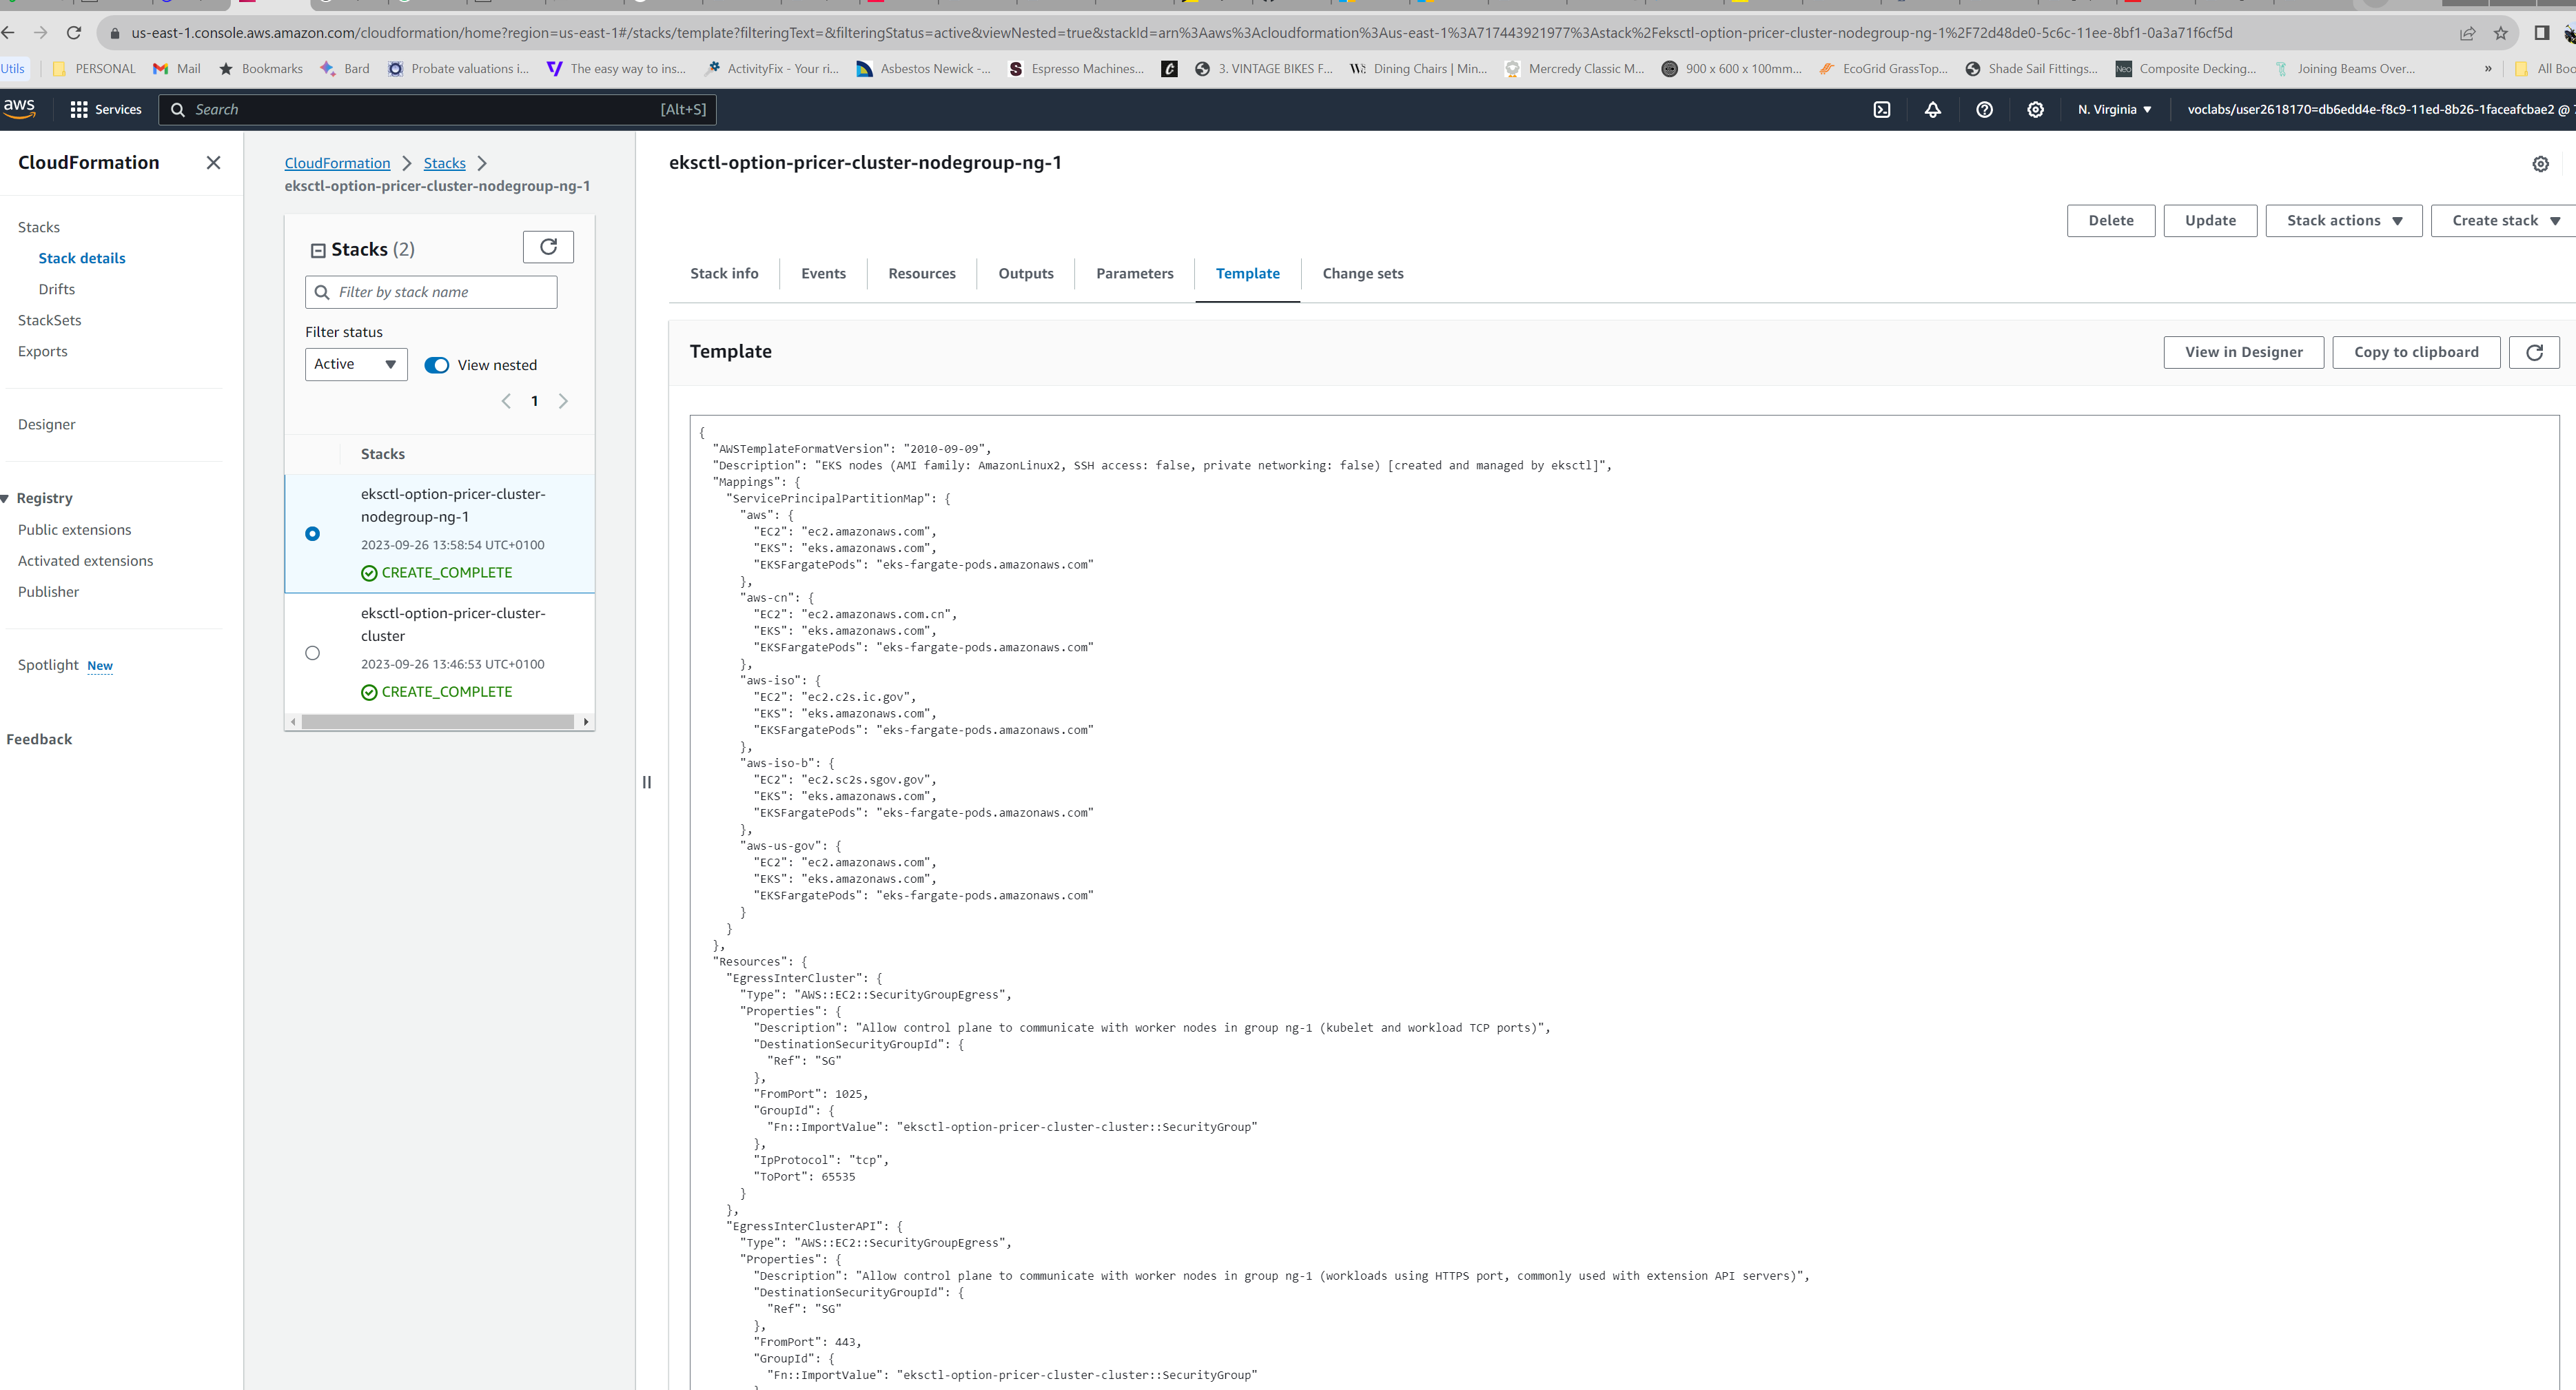 us-east-1.console.aws.amazon.com/cloudformation/home?region=us-east-1#/stacks/template?filteringText=&filteringStatus=active&viewNested=true&stackId=arn%3Aaws%3Acloudformation%3Aus-east-1%3A717443921977%3Astack%2Feksctl-option-pricer-cluster-nodegroup-ng-1%2F72d48de0-5c6c-11ee-8bf1-0a3a71f6cf5d
Utils PERSONAL Mail Bookmarks Bard Probate valuations i... The easy way to ins... ActivityFix - Your ri... Asbestos Newick -... Espresso Machines... 3. VINTAGE BIKES F... Dining Chairs | Min... Mercredy Classic M... 900 x 600 x 100mm... EcoGrid GrassTop... Shade Sail Fittings... Composite Decking... Joining Beams Over... » All Boo
aws Services Search [Alt+S] N. Virginia voclabs/user2618170=db6edd4e-f8c9-11ed-8b26-1faceafcbae2 @
CloudFormation
Stacks
Stack details
Drifts
StackSets
Exports
Designer
Registry
Public extensions
Activated extensions
Publisher
Spotlight New
Feedback
CloudFormation > Stacks >
eksctl-option-pricer-cluster-nodegroup-ng-1
Stacks (2)
Filter by stack name
Filter status
Active View nested
1
Stacks
eksctl-option-pricer-cluster-
nodegroup-ng-1
2023-09-26 13:58:54 UTC+0100
CREATE_COMPLETE
eksctl-option-pricer-cluster-
cluster
2023-09-26 13:46:53 UTC+0100
CREATE_COMPLETE
eksctl-option-pricer-cluster-nodegroup-ng-1
Delete Update Stack actions Create stack
Stack info Events Resources Outputs Parameters Template Change sets
Template
View in Designer Copy to clipboard
{
"AWSTemplateFormatVersion": "2010-09-09",
"Description": "EKS nodes (AMI family: AmazonLinux2, SSH access: false, private networking: false) [created and managed by eksctl]",
"Mappings": {
"ServicePrincipalPartitionMap": {
"aws": {
"EC2": "ec2.amazonaws.com",
"EKS": "eks.amazonaws.com",
"EKSFargatePods": "eks-fargate-pods.amazonaws.com"
},
"aws-cn": {
"EC2": "ec2.amazonaws.com.cn",
"EKS": "eks.amazonaws.com",
"EKSFargatePods": "eks-fargate-pods.amazonaws.com"
},
"aws-iso": {
"EC2": "ec2.c2s.ic.gov",
"EKS": "eks.amazonaws.com",
"EKSFargatePods": "eks-fargate-pods.amazonaws.com"
},
"aws-iso-b": {
"EC2": "ec2.sc2s.sgov.gov",
"EKS": "eks.amazonaws.com",
"EKSFargatePods": "eks-fargate-pods.amazonaws.com"
},
"aws-us-gov": {
"EC2": "ec2.amazonaws.com",
"EKS": "eks.amazonaws.com",
"EKSFargatePods": "eks-fargate-pods.amazonaws.com"
}
}
},
"Resources": {
"EgressInterCluster": {
"Type": "AWS::EC2::SecurityGroupEgress",
"Properties": {
"Description": "Allow control plane to communicate with worker nodes in group ng-1 (kubelet and workload TCP ports)",
"DestinationSecurityGroupId": {
"Ref": "SG"
},
"FromPort": 1025,
"GroupId": {
"Fn::ImportValue": "eksctl-option-pricer-cluster-cluster::SecurityGroup"
},
"IpProtocol": "tcp",
"ToPort": 65535
}
},
"EgressInterClusterAPI": {
"Type": "AWS::EC2::SecurityGroupEgress",
"Properties": {
"Description": "Allow control plane to communicate with worker nodes in group ng-1 (workloads using HTTPS port, commonly used with extension API servers)",
"DestinationSecurityGroupId": {
"Ref": "SG"
},
"FromPort": 443,
"GroupId": {
"Fn::ImportValue": "eksctl-option-pricer-cluster-cluster::SecurityGroup"